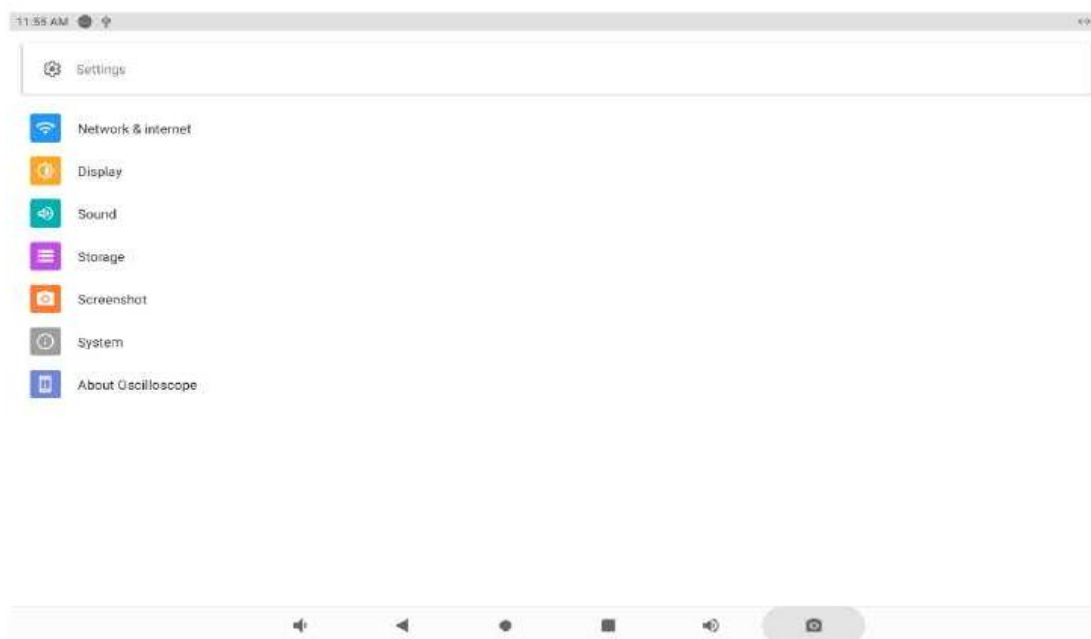 11:55 AM
Settings
Network & internet
Display
Sound
Storage
Screenshot
System
About Oscilloscope